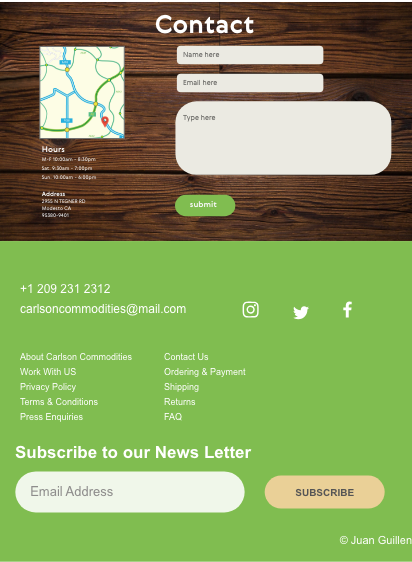 Contact
Name here
Email here
Type here
Hours
M-F 10:00am - 8:30pm
Sat. 9:30am - 7:00pm
Sun. 10:00am - 6:00pm
Address
2955 N TEGNER RD
Modesto CA
95380-9401
submit
+1 209 231 2312
carlsoncommodities@mail.com
About Carlson Commodities
Work With US
Privacy Policy
Terms & Conditions
Press Enquiries
Contact Us
Ordering & Payment
Shipping
Returns
FAQ
Subscribe to our News Letter
Email Address
SUBSCRIBE
© Juan Guillen